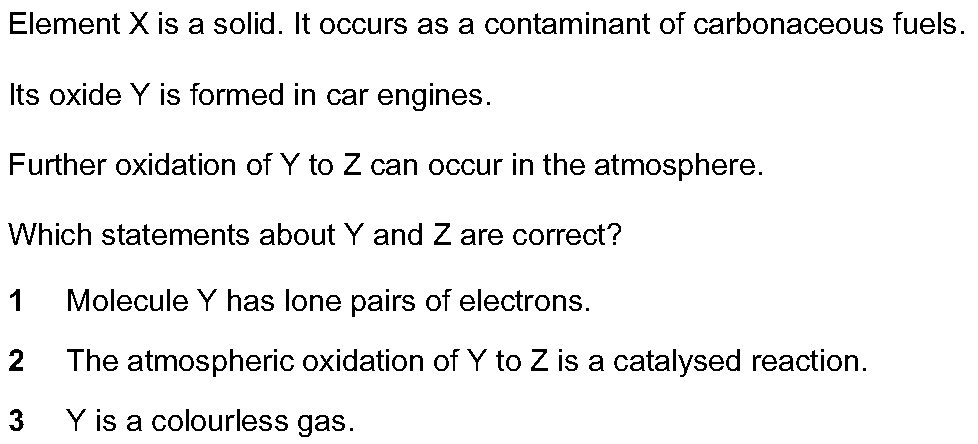 Element X is a solid. It occurs as a contaminant of carbonaceous fuels.
Its oxide Y is formed in car engines.
Further oxidation of Y to Z can occur in the atmosphere.
Which statements about Y and Z are correct?
1 Molecule Y has lone pairs of electrons.
2 The atmospheric oxidation of Y to Z is a catalysed reaction.
3 Y is a colourless gas.